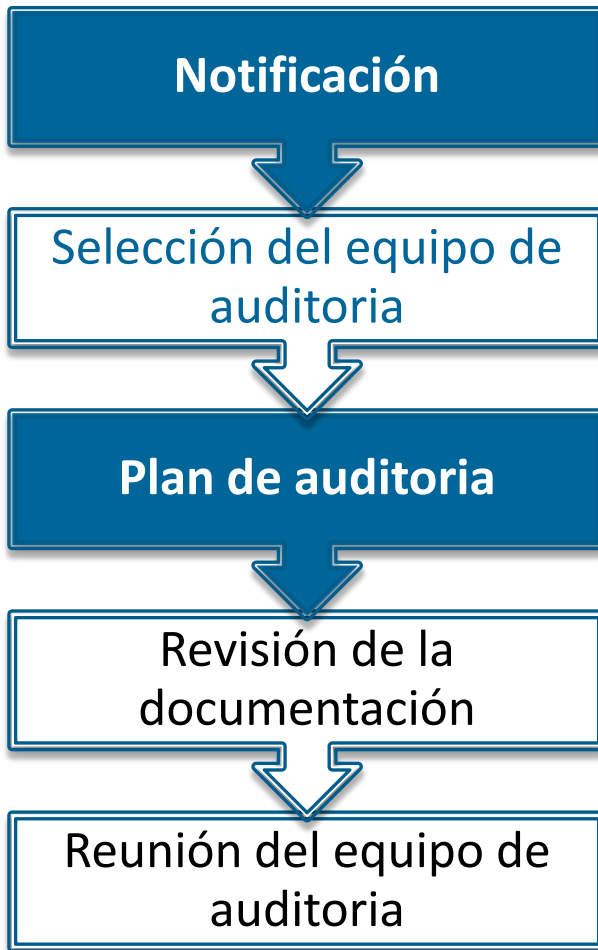 Notificación
Selección del equipo de
auditoria
Plan de auditoria
Revisión de la
documentación
Reunión del equipo de
auditoria